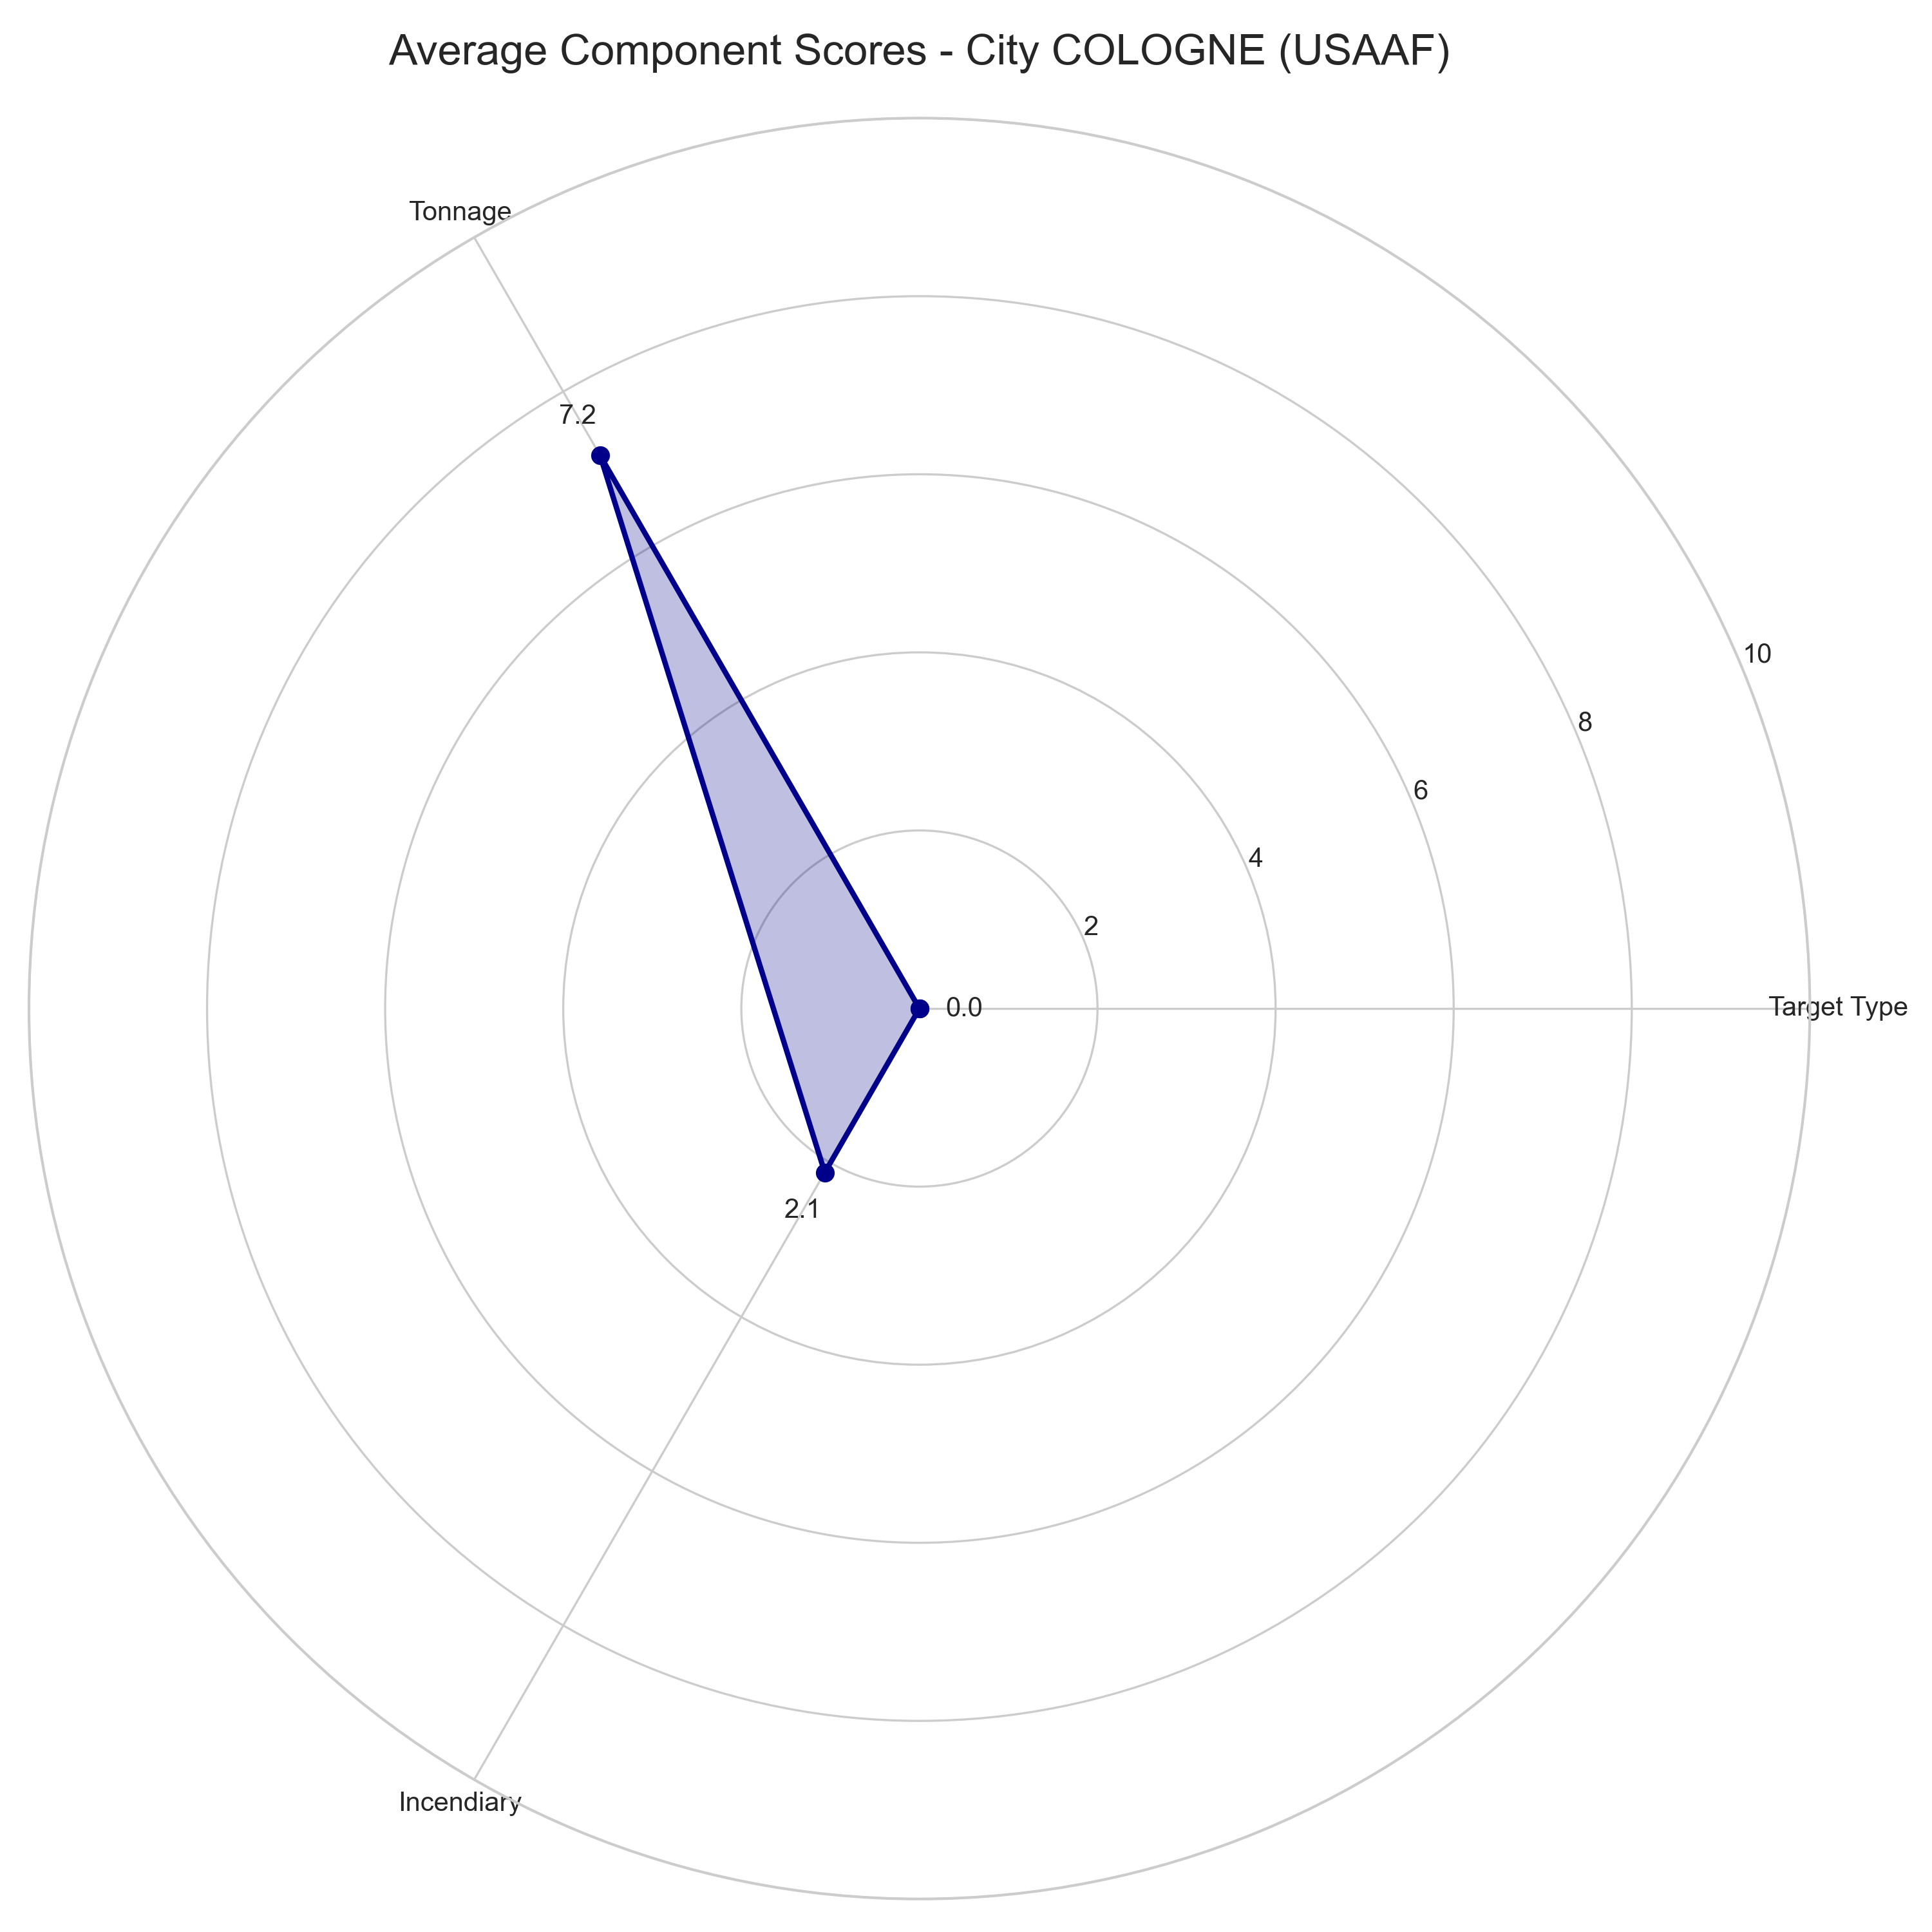 Average Component Scores - City COLOGNE (USAAF)
Tonnage
7.2
10
8
6
4
2
0.0
Target Type
2.1
Incendiary